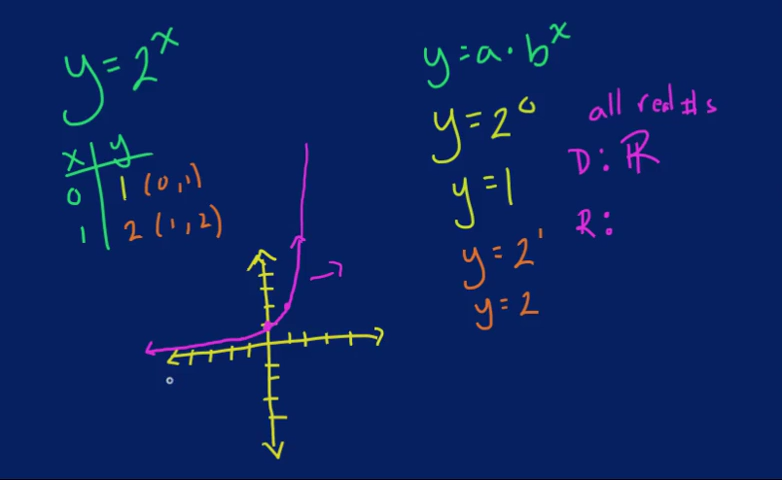 y=2^x
x y
0 1 (0,1)
1 2 (1,2)
y=a·b^x
y=2^0
y=1
y=2^1
y=2
all real #s
D: ℝ
R: